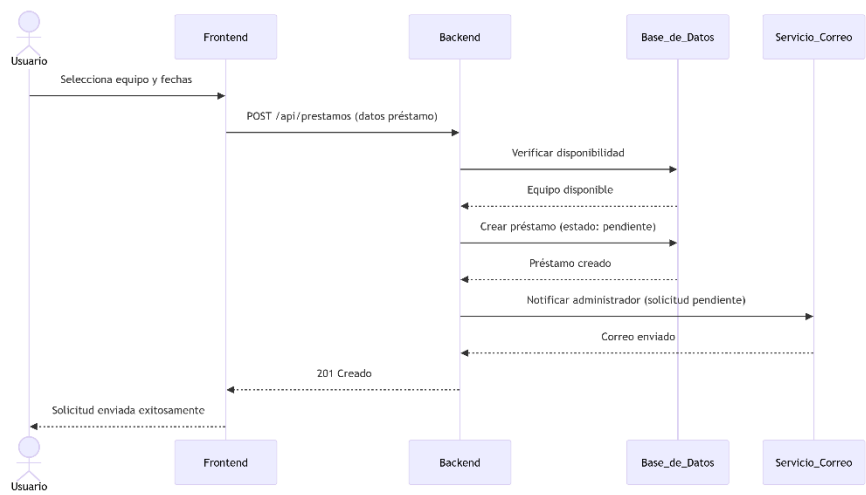 Usuario
Frontend
Backend
Base_de_Datos
Servicio_Correo
Selecciona equipo y fechas
POST /api/prestamos (datos préstamo)
Verificar disponibilidad
Equipo disponible
Crear préstamo (estado: pendiente)
Préstamo creado
Notificar administrador (solicitud pendiente)
Correo enviado
201 Creado
Solicitud enviada exitosamente
Usuario
Frontend
Backend
Base_de_Datos
Servicio_Correo